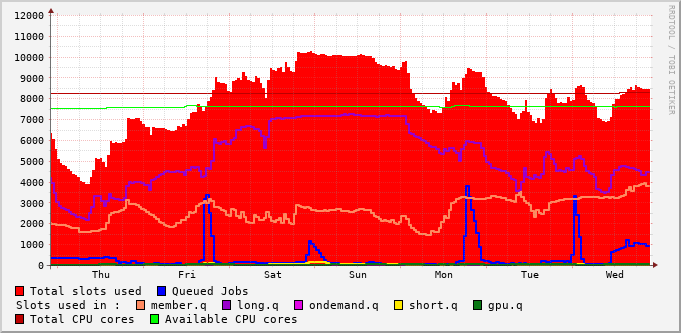 12000
11000
10000
9000
8000
7000
6000
5000
4000
3000
2000
1000
0
Thu Fri Sat Sun Mon Tue Wed
RRDTOOL / TOBI OETIKER
Total slots used Queued Jobs
Slots used in : member.q long.q ondemand.q short.q gpu.q
Total CPU cores Available CPU cores